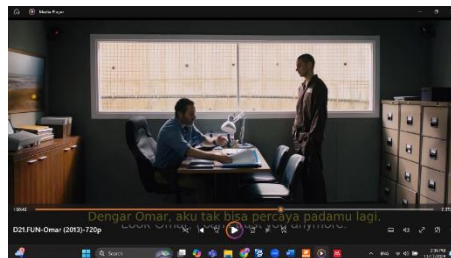 Media Player
Dengar Omar, aku tak bisa percaya padamu lagi.
Look Omar, I can't trust you anymore.
D21.FUN-Omar (2013)-720p
Search
ENG